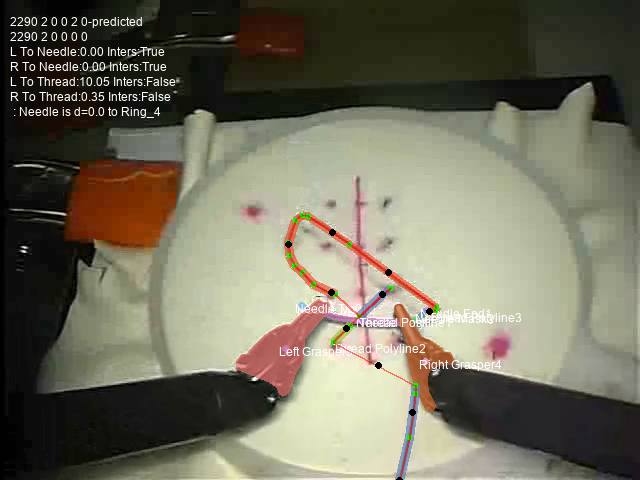 2290 2 0 0 2 0-predicted
2290 2 0 0 0 0
L To Needle:0.00 Inters:True
R To Needle:0.00 Inters:True
L To Thread:10.05 Inters:False
R To Thread:0.35 Inters:False
: Needle is d=0.0 to Ring_4
Needle End1
Thread Polyline2
Left Grasper
Right Grasper4